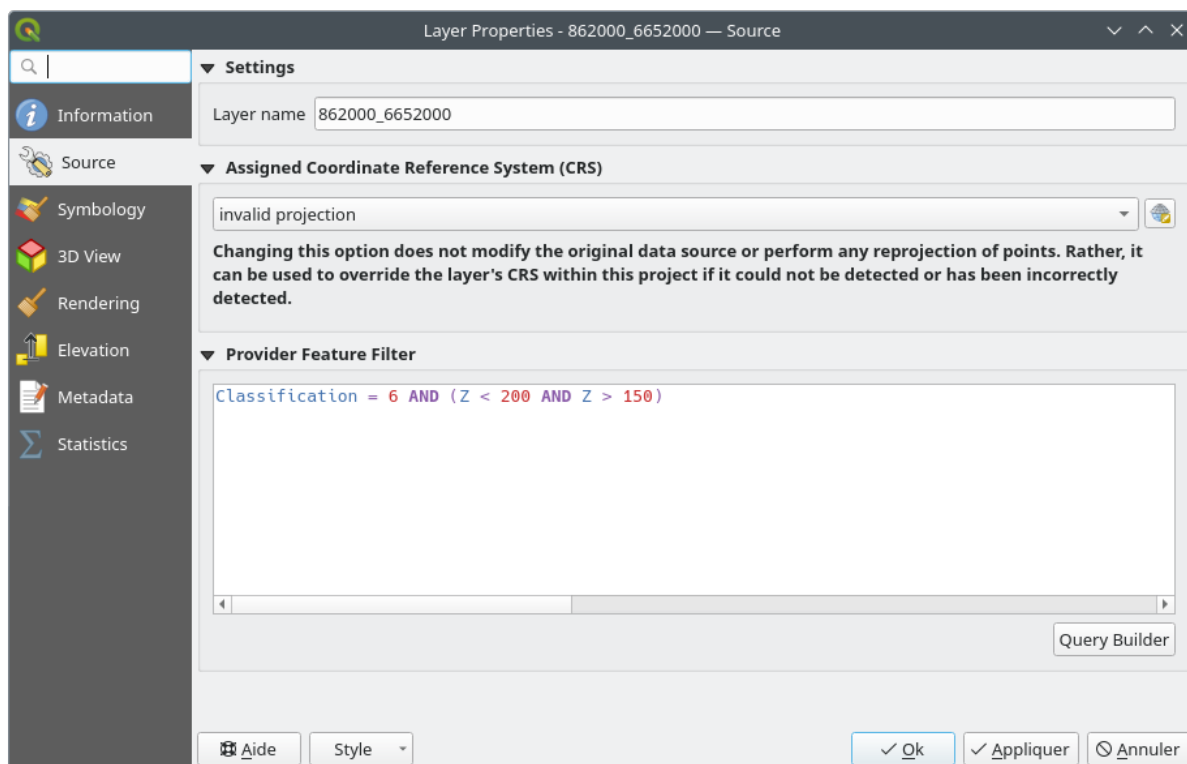 Layer Properties - 862000_6652000 — Source
Settings
Information
Layer name 862000_6652000
Source
Assigned Coordinate Reference System (CRS)
Symbology
invalid projection
3D View
Changing this option does not modify the original data source or perform any reprojection of points. Rather, it
can be used to override the layer's CRS within this project if it could not be detected or has been incorrectly
detected.
Rendering
Elevation
Provider Feature Filter
Metadata
Classification = 6 AND (Z < 200 AND Z > 150)
Statistics
Query Builder
Aide
Style
Ok
Appliquer
Annuler